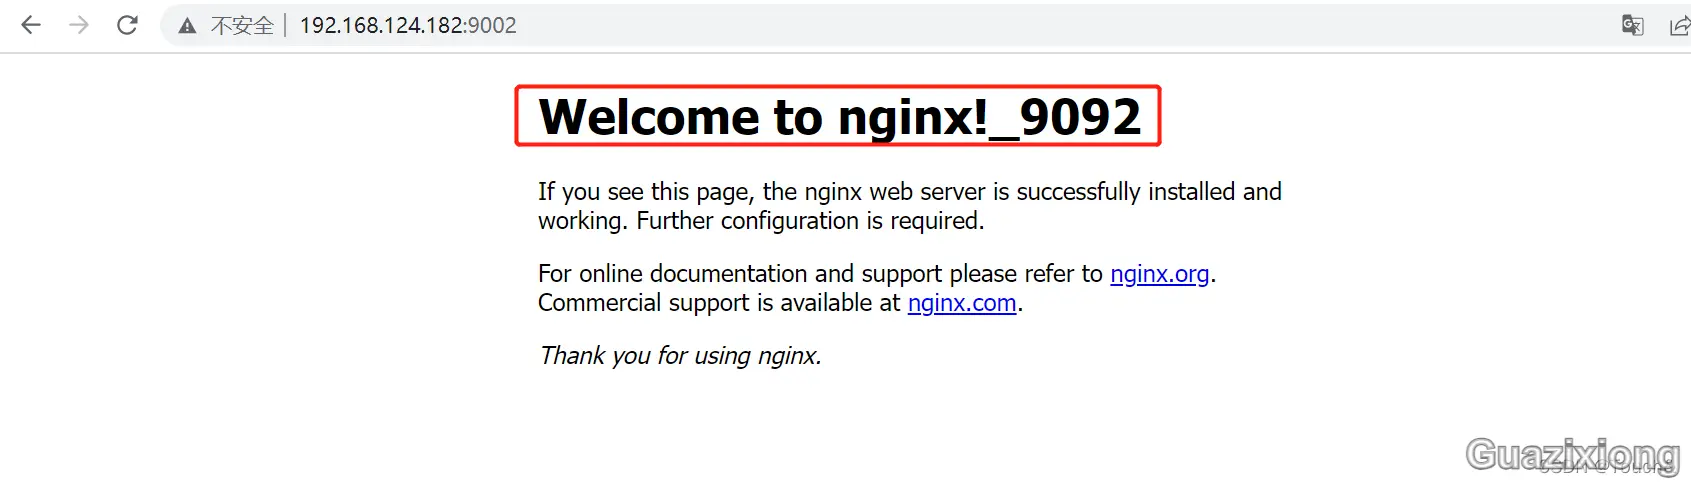 不安全 192.168.124.182:9002
Welcome to nginx!_9092
If you see this page, the nginx web server is successfully installed and
working. Further configuration is required.
For online documentation and support please refer to nginx.org.
Commercial support is available at nginx.com.
Thank you for using nginx.
Guazixiong